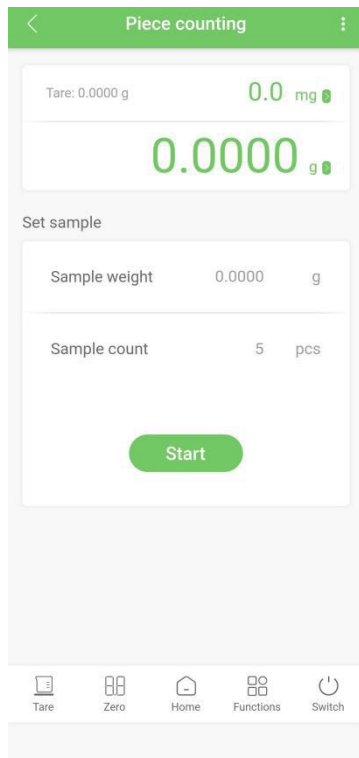 Piece counting
Tare: 0.0000 g 0.0 mg
0.0000 g
Set sample
Sample weight 0.0000 g
Sample count 5 pcs
Start
Tare Zero Home Functions Switch